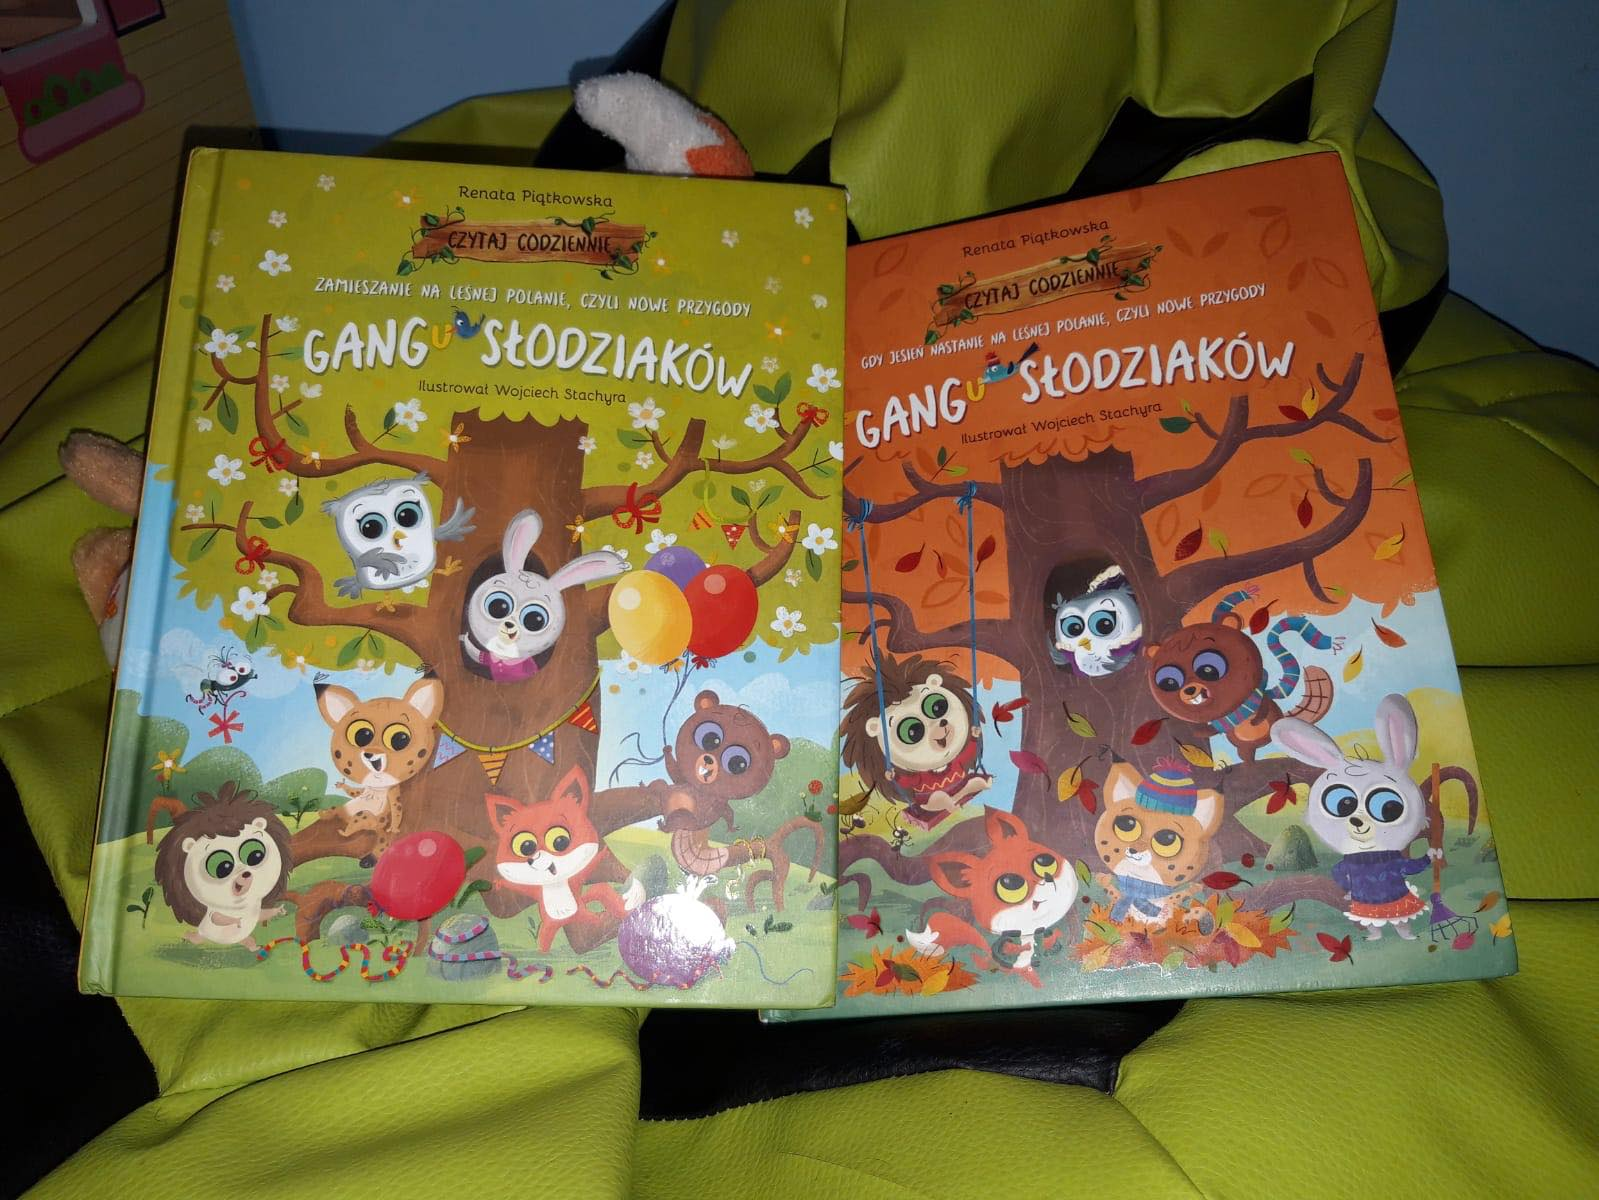 Renata Piątkowska
CZYTAJ CODZIENNIE
ZAMIESZANIE NA LEŚNEJ POLANIE, CZYLI NOWE PRZYGODY
GANGU SŁODZIAKÓW
Ilustrował Wojciech Stachyra
Renata Piątkowska
CZYTAJ CODZIENNIE
GDY JESIEŃ NASTANIE NA LEŚNEJ POLANIE, CZYLI NOWE PRZYGODY
GANGU SŁODZIAKÓW
Ilustrował Wojciech Stachyra